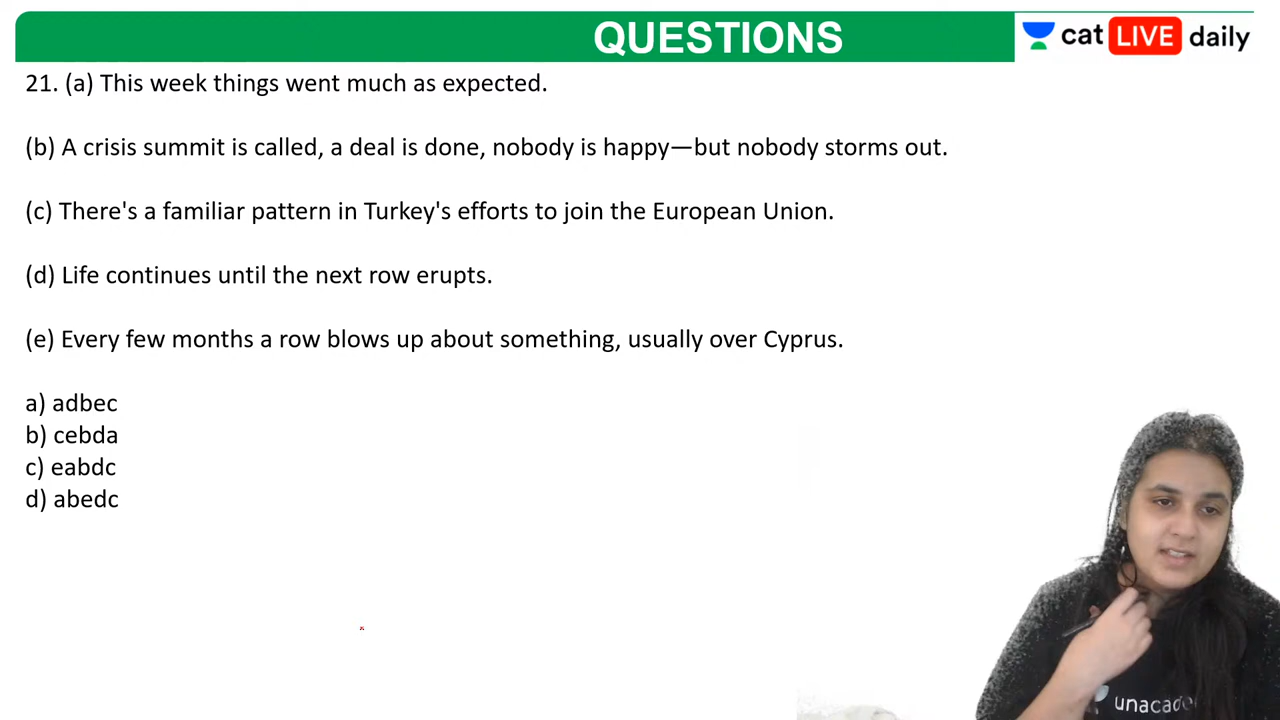 QUESTIONS
cat LIVE daily
21. (a) This week things went much as expected.
(b) A crisis summit is called, a deal is done, nobody is happy—but nobody storms out.
(c) There's a familiar pattern in Turkey's efforts to join the European Union.
(d) Life continues until the next row erupts.
(e) Every few months a row blows up about something, usually over Cyprus.
a) adbec
b) cebda
c) eabdc
d) abedc